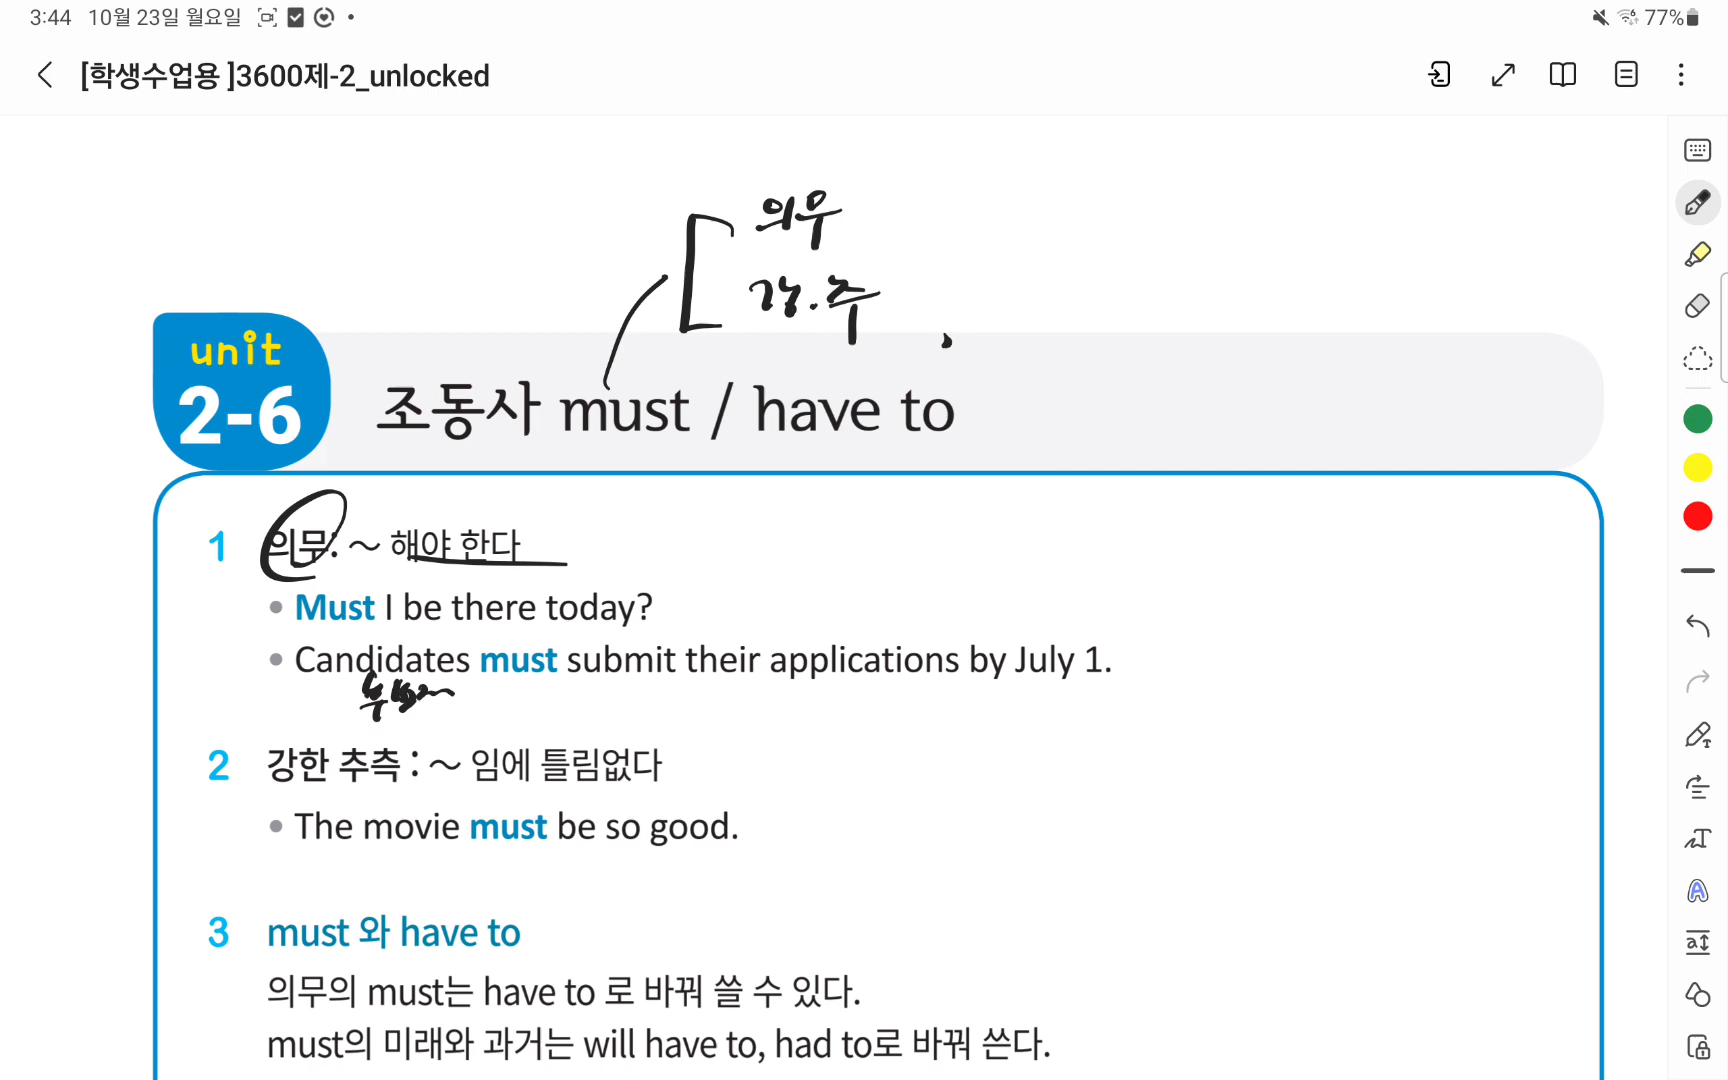 3:44 10월 23일 월요일 77%
[학생수업용 ]3600제-2_unlocked
의무
강.추
unit
2-6
조동사 must / have to
1 의무: ~ 해야 한다
• Must I be there today?
• Candidates must submit their applications by July 1.
2 강한 추측 : ~ 임에 틀림없다
• The movie must be so good.
3 must 와 have to
의무의 must는 have to 로 바꿔 쓸 수 있다.
must의 미래와 과거는 will have to, had to로 바꿔 쓴다.